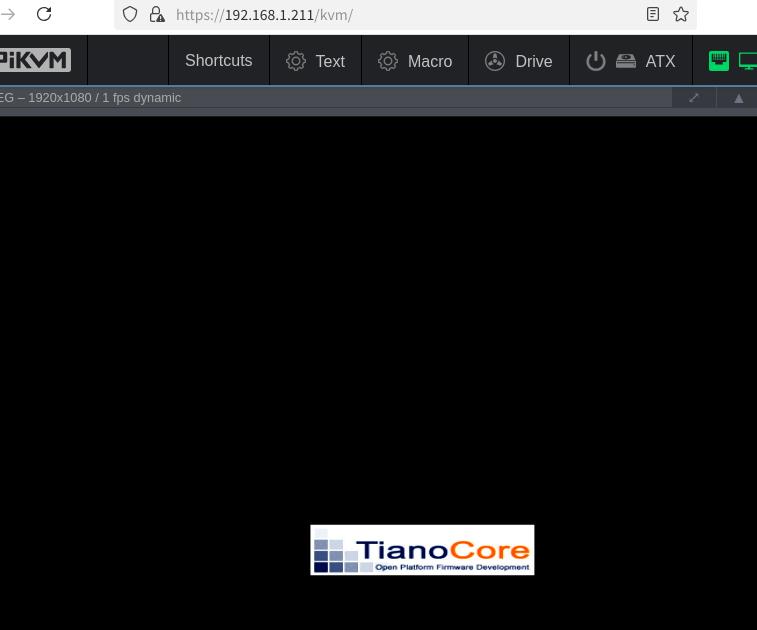 https://192.168.1.211/kvm/
PiKVM
Shortcuts
Text
Macro
Drive
ATX
EG – 1920x1080 / 1 fps dynamic
TianoCore
Open Platform Firmware Development